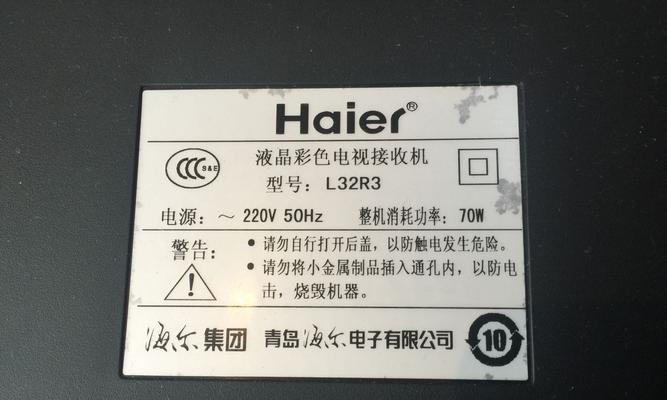 Haier®
液晶彩色电视接收机
CCC S&E
型号: L32R3
电源: ～ 220V 50Hz 整机消耗功率: 70W
警告:
• 请勿自行打开后盖，以防触电发生危险。
• 请勿将小金属制品插入通孔内，以防电
击，烧毁机器。
海尔集团 青岛海尔电子有限公司 10